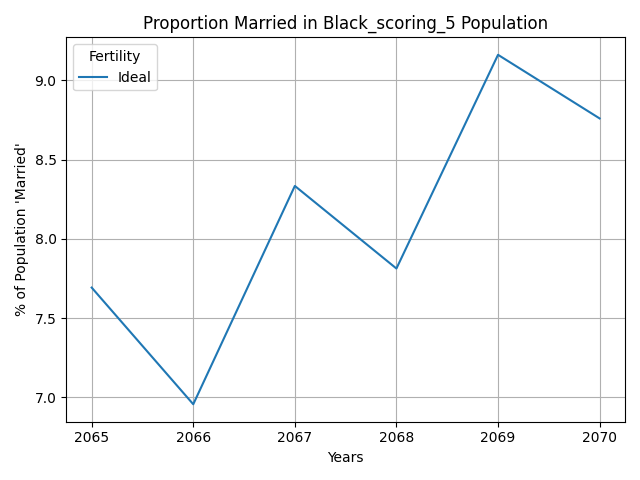 Proportion Married in Black_scoring_5 Population
Fertility
Ideal
% of Population 'Married'
9.0
8.5
8.0
7.5
7.0
2065 2066 2067 2068 2069 2070
Years